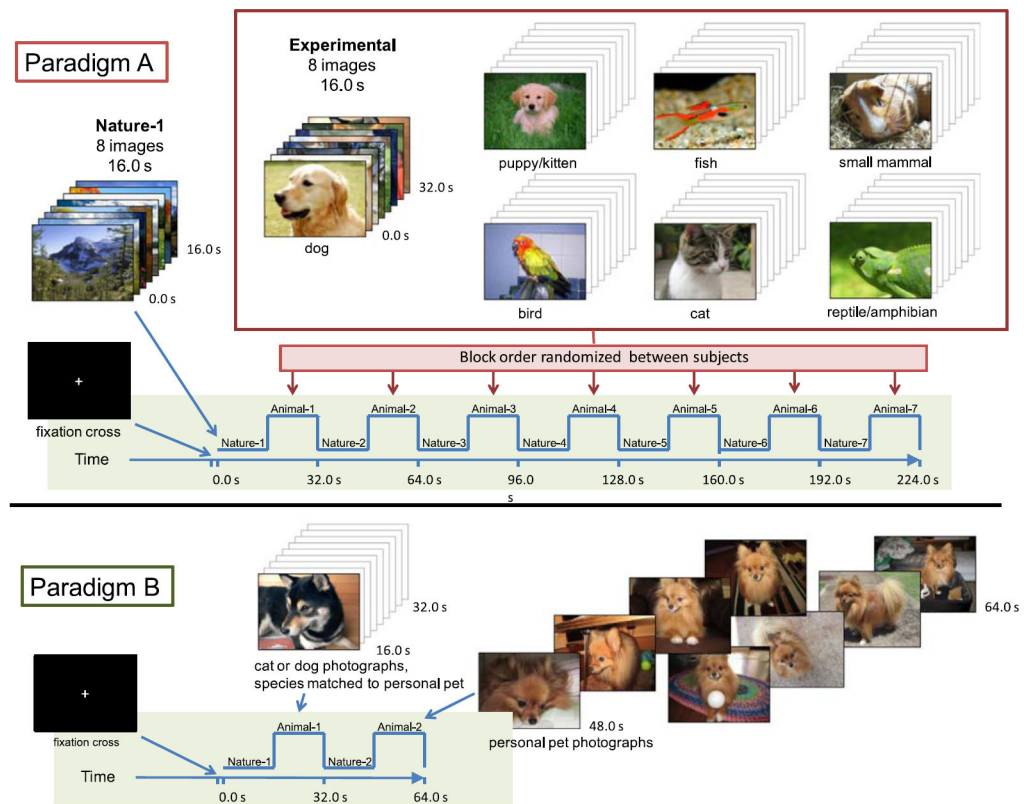 Paradigm A
Nature-1
8 images
16.0 s
16.0 s
0.0 s
Experimental
8 images
16.0 s
32.0 s
0.0 s
dog
puppy/kitten
fish
small mammal
bird
cat
reptile/amphibian
Block order randomized between subjects
+
fixation cross
Animal-1
Animal-2
Animal-3
Animal-4
Animal-5
Animal-6
Animal-7
Nature-1
Nature-2
Nature-3
Nature-4
Nature-5
Nature-6
Nature-7
Time
0.0 s
32.0 s
64.0 s
96.0
s
128.0 s
160.0 s
192.0 s
224.0 s
Paradigm B
32.0 s
16.0 s
cat or dog photographs,
species matched to personal pet
64.0 s
48.0 s
personal pet photographs
+
fixation cross
Animal-1
Animal-2
Nature-1
Nature-2
Time
0.0 s
32.0 s
64.0 s